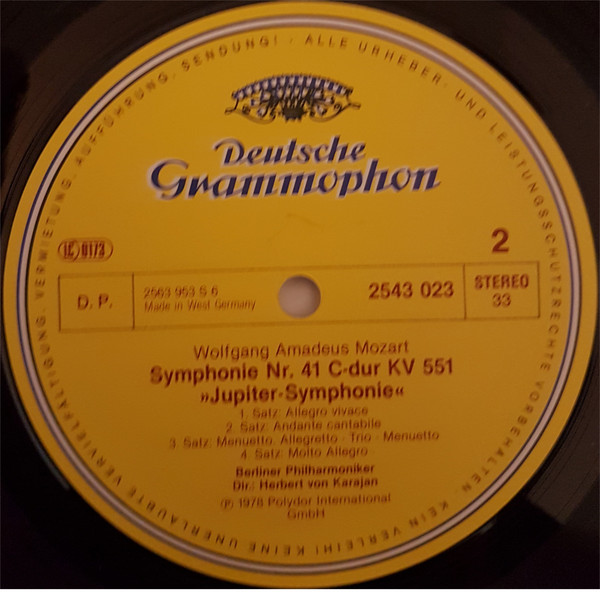 ALLE URHEBER- UND LEISTUNGSSCHUTZRECHTE VORBEHALTEN. KEIN VERLEIH! KEINE UNERLAUBTE VERVIELFÄLTIGUNG, VERMIETUNG, AUFFÜHRUNG, SENDUNG! ·
Deutsche
Grammophon
LC 0173
2
D. P.
2563 953 S 6
Made in West Germany
2543 023
STEREO
33
Wolfgang Amadeus Mozart
Symphonie Nr. 41 C-dur KV 551
»Jupiter-Symphonie«
1. Satz: Allegro vivace
2. Satz: Andante cantabile
3. Satz: Menuetto. Allegretto - Trio - Menuetto
4. Satz: Molto Allegro
Berliner Philharmoniker
Dir.: Herbert von Karajan
℗ 1978 Polydor International
GmbH